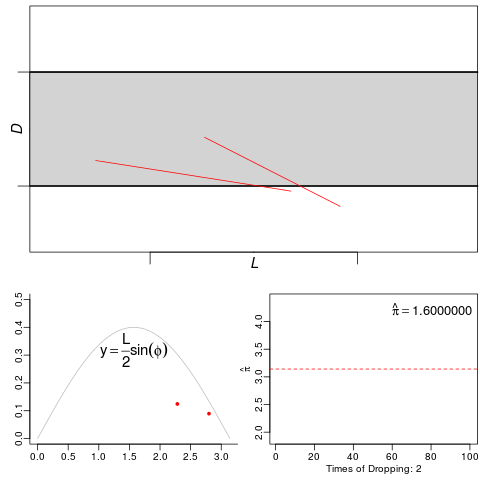 D
L
0.0 0.1 0.2 0.3 0.4 0.5
y = L/2 sin(ϕ)
0.0 0.5 1.0 1.5 2.0 2.5 3.0
π̂ = 1.6000000
π̂
2.0 2.5 3.0 3.5 4.0
0 20 40 60 80 100
Times of Dropping: 2